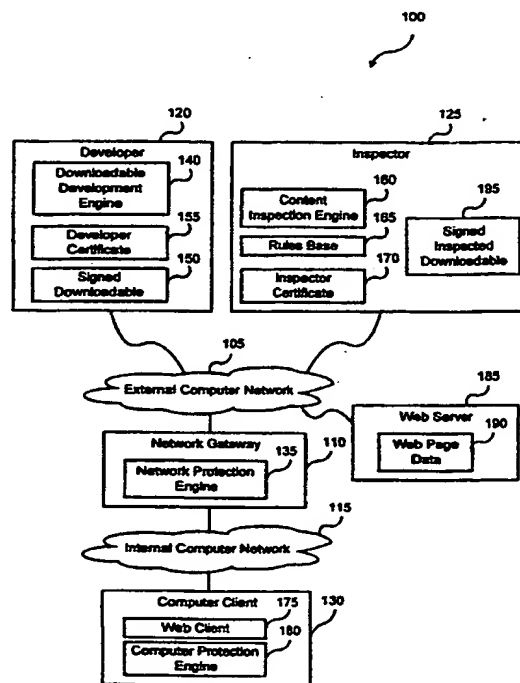 100
120
Developer
Downloadable
Development
Engine
140
Developer
Certificate
155
Signed
Downloadable
150
125
Inspector
Content
Inspection Engine
160
Rules Base
165
Inspector
Certificate
170
195
Signed
Inspected
Downloadable
105
External Computer Network
185
Web Server
Web Page
Data
190
Network Gateway
Network Protection
Engine
135
110
115
Internal Computer Network
Computer Client
175
130
Web Client
180
Computer Protection
Engine